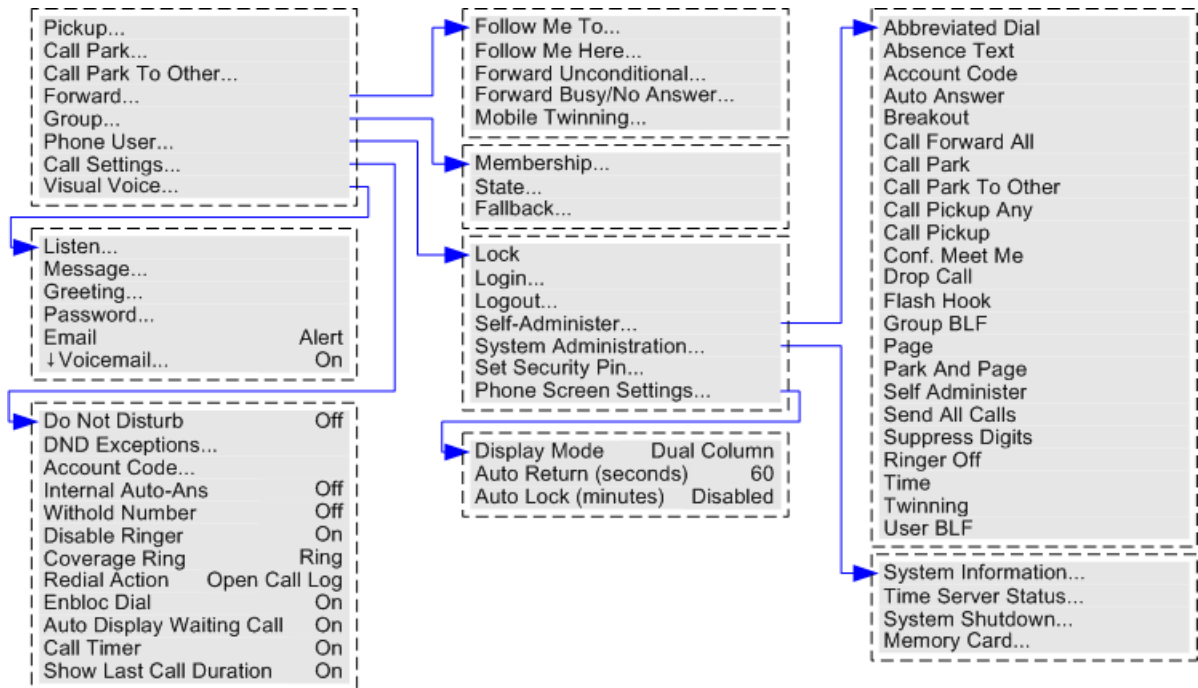 Pickup...
Call Park...
Call Park To Other...
Forward...
Group...
Phone User...
Call Settings...
Visual Voice...
Listen...
Message...
Greeting...
Password...
Email Alert
↓Voicemail... On
Do Not Disturb Off
DND Exceptions...
Account Code...
Internal Auto-Ans Off
Withold Number Off
Disable Ringer On
Coverage Ring Ring
Redial Action Open Call Log
Enbloc Dial On
Auto Display Waiting Call On
Call Timer On
Show Last Call Duration On
Follow Me To...
Follow Me Here...
Forward Unconditional...
Forward Busy/No Answer...
Mobile Twinning...
Membership...
State...
Fallback...
Lock
Login...
Logout...
Self-Administer...
System Administration...
Set Security Pin...
Phone Screen Settings...
Display Mode Dual Column
Auto Return (seconds) 60
Auto Lock (minutes) Disabled
Abbreviated Dial
Absence Text
Account Code
Auto Answer
Breakout
Call Forward All
Call Park
Call Park To Other
Call Pickup Any
Call Pickup
Conf. Meet Me
Drop Call
Flash Hook
Group BLF
Page
Park And Page
Self Administer
Send All Calls
Suppress Digits
Ringer Off
Time
Twinning
User BLF
System Information...
Time Server Status...
System Shutdown...
Memory Card...